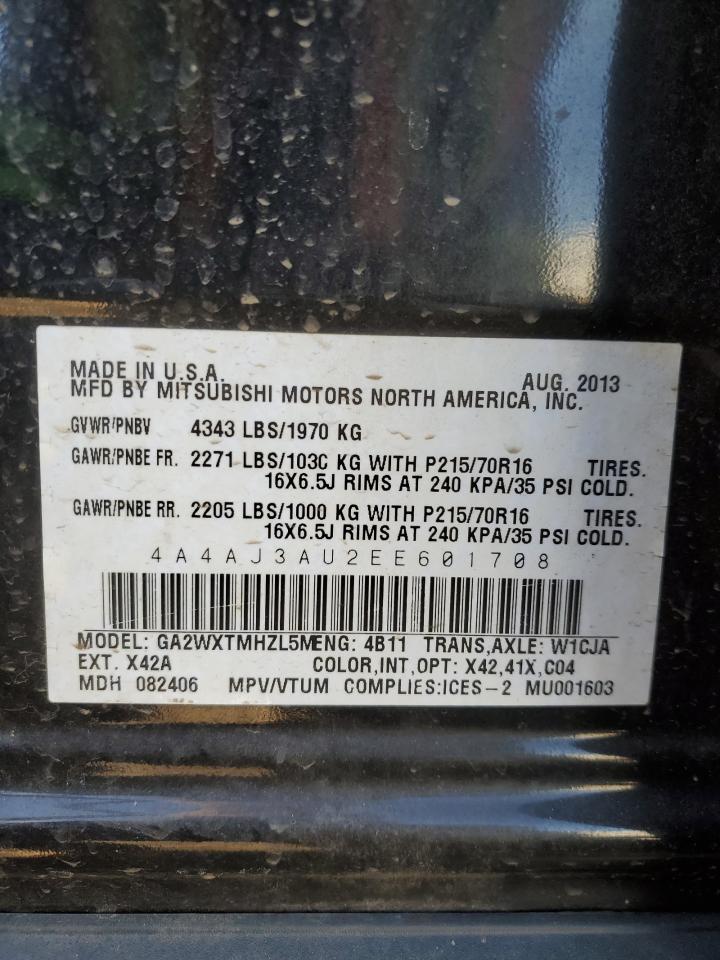 MADE IN U.S.A. AUG. 2013
MFD BY MITSUBISHI MOTORS NORTH AMERICA, INC.
GVWR/PNBV 4343 LBS/1970 KG
GAWR/PNBE FR. 2271 LBS/1030 KG WITH P215/70R16 TIRES.
16X6.5J RIMS AT 240 KPA/35 PSI COLD.
GAWR/PNBE RR. 2205 LBS/1000 KG WITH P215/70R16 TIRES.
16X6.5J RIMS AT 240 KPA/35 PSI COLD.
4A4AJ3AU2EE601708
MODEL: GA2WXTMHZL5M ENG: 4B11 TRANS,AXLE: W1CJA
EXT. X42A COLOR,INT,OPT: X42,41X,C04
MDH 082406 MPV/VTUM COMPLIES:ICES-2 MU001603